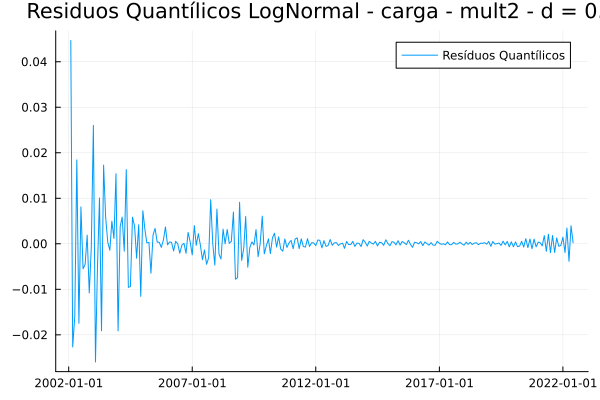 Residuos Quantílicos LogNormal - carga - mult2 - d = 0.
Resíduos Quantílicos
0.04
0.03
0.02
0.01
0.00
−0.01
−0.02
2002-01-01 2007-01-01 2012-01-01 2017-01-01 2022-01-01